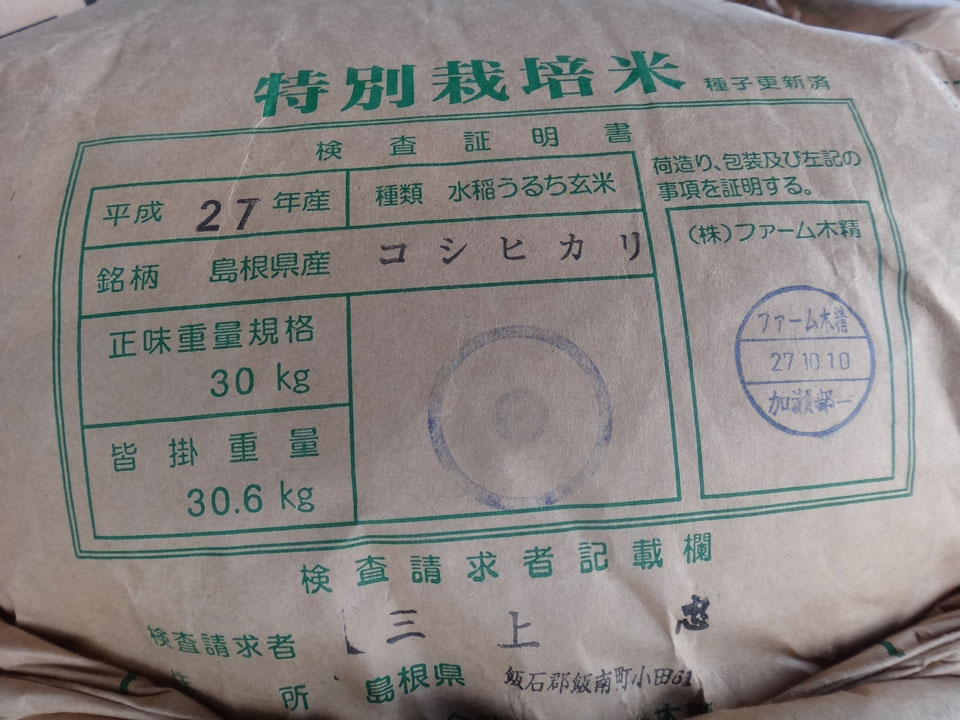 特別栽培米 種子更新済
検査証明書
平成 27 年産 種類 水稲うるち玄米
銘柄 島根県産 コシヒカリ
正味重量規格
30 kg
皆掛重量
30.6 kg
荷造り、包装及び左記の
事項を証明する。
(株)ファーム木精
ファーム木精
27.10.10
検査請求者記載欄
検査請求者 三上 忠
住所 島根県 飯石郡飯南町小田61